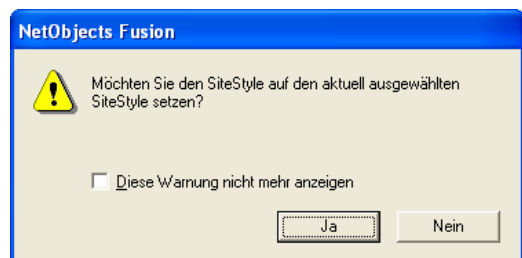 NetObjects Fusion
Möchten Sie den SiteStyle auf den aktuell ausgewählten
SiteStyle setzen?
Diese Warnung nicht mehr anzeigen
Ja Nein